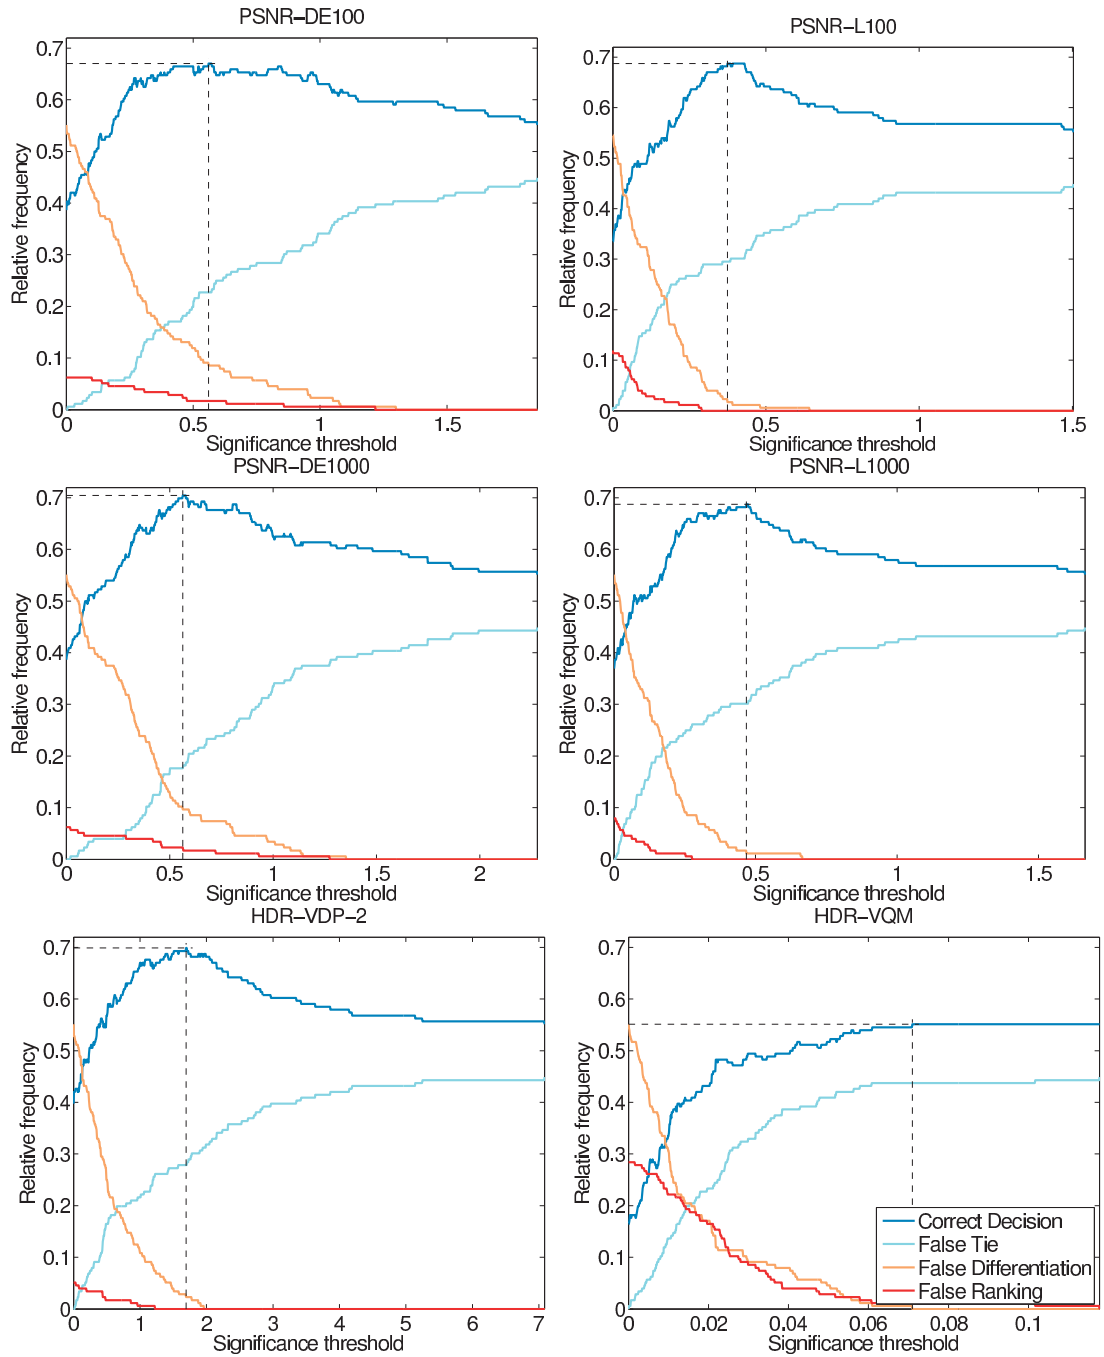 PSNR−DE100
0.7
0.6
0.5
0.4
0.3
0.2
0.1
0
Relative frequency
0 0.5 1 1.5
Significance threshold
PSNR−L100
0.7
0.6
0.5
0.4
0.3
0.2
0.1
0
Relative frequency
0 0.5 1 1.5
Significance threshold
PSNR−DE1000
0.7
0.6
0.5
0.4
0.3
0.2
0.1
0
Relative frequency
0 0.5 1 1.5 2
Significance threshold
PSNR−L1000
0.7
0.6
0.5
0.4
0.3
0.2
0.1
0
Relative frequency
0 0.5 1 1.5
Significance threshold
HDR−VDP−2
0.7
0.6
0.5
0.4
0.3
0.2
0.1
0
Relative frequency
0 1 2 3 4 5 6 7
Significance threshold
HDR−VQM
0.7
0.6
0.5
0.4
0.3
0.2
0.1
0
Relative frequency
Correct Decision
False Tie
False Differentiation
False Ranking
0 0.02 0.04 0.06 0.08 0.1
Significance threshold